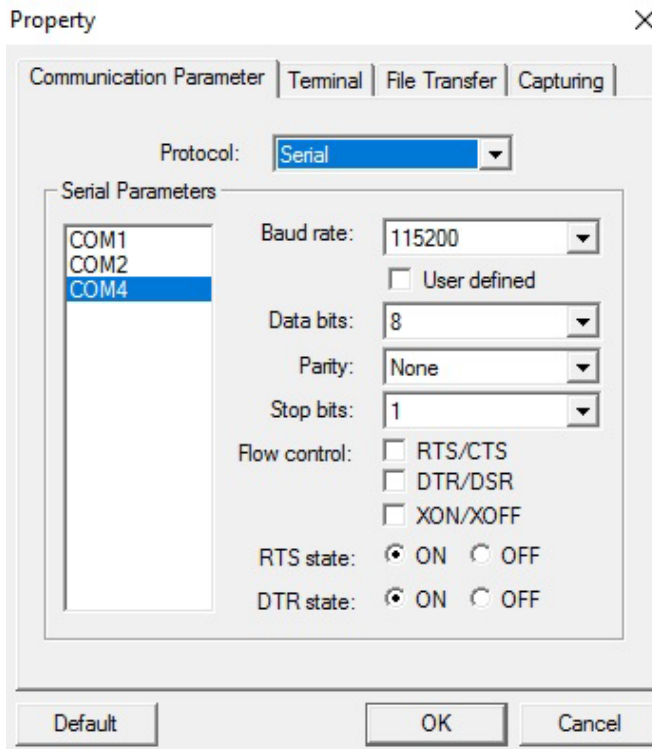 Property
Communication Parameter Terminal File Transfer Capturing
Protocol: Serial
Serial Parameters
COM1
COM2
COM4
Baud rate: 115200
User defined
Data bits: 8
Parity: None
Stop bits: 1
Flow control: RTS/CTS
DTR/DSR
XON/XOFF
RTS state: ON OFF
DTR state: ON OFF
Default OK Cancel